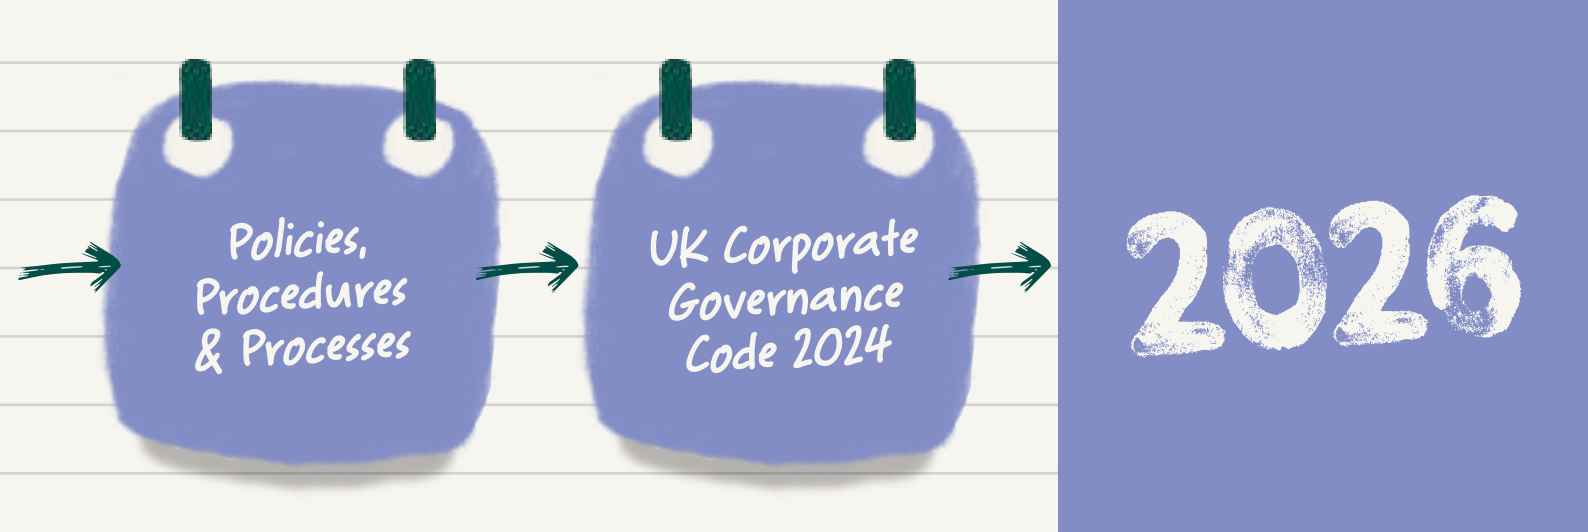 Policies,
Procedures
& Processes
UK Corporate
Governance
Code 2024
2026